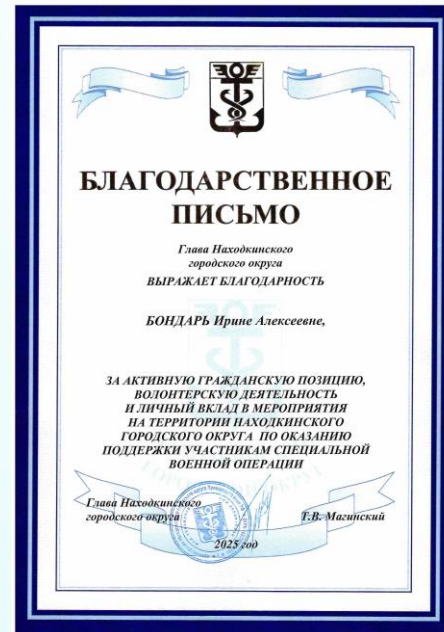 БЛАГОДАРСТВЕННОЕ
ПИСЬМО
Глава Находкинского
городского округа
ВЫРАЖАЕТ БЛАГОДАРНОСТЬ
БОНДАРЬ Ирине Алексеевне,
ЗА АКТИВНУЮ ГРАЖДАНСКУЮ ПОЗИЦИЮ,
ВОЛОНТЕРСКУЮ ДЕЯТЕЛЬНОСТЬ
И ЛИЧНЫЙ ВКЛАД В МЕРОПРИЯТИЯ
НА ТЕРРИТОРИИ НАХОДКИНСКОГО
ГОРОДСКОГО ОКРУГА ПО ОКАЗАНИЮ
ПОДДЕРЖКИ УЧАСТНИКАМ СПЕЦИАЛЬНОЙ
ВОЕННОЙ ОПЕРАЦИИ
Глава Находкинского
городского округа Т.В. Магинский
2025 год